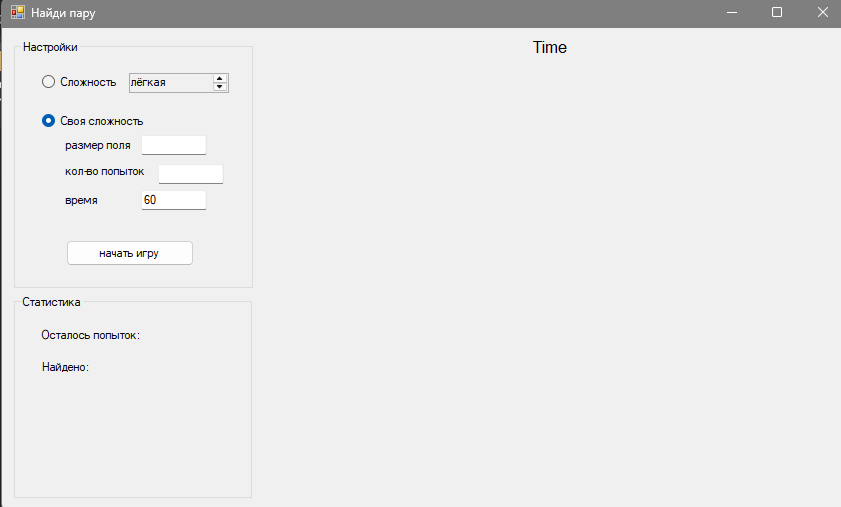 Найди пару
Time
Настройки
Сложность лёгкая
Своя сложность
размер поля
кол-во попыток
время 60
начать игру
Статистика
Осталось попыток:
Найдено: